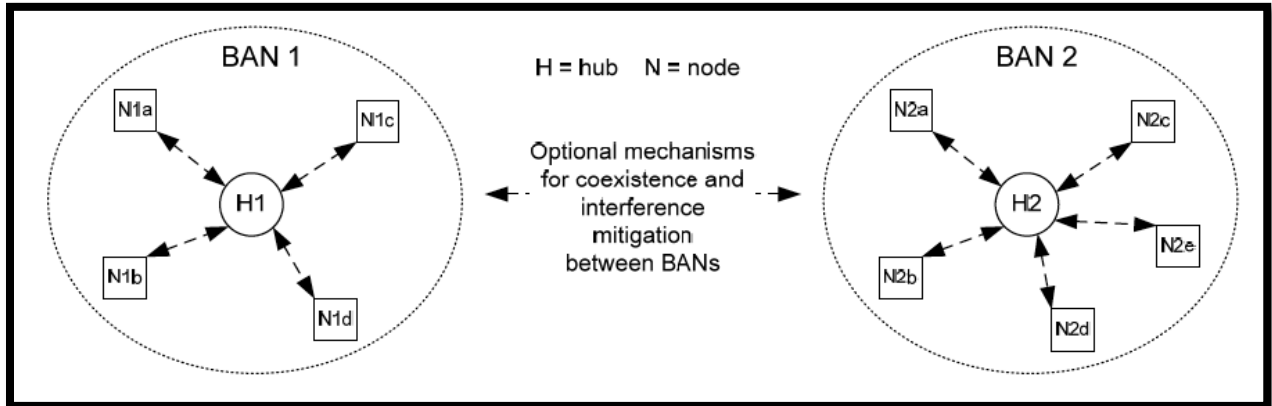 BAN 1
H = hub N = node
BAN 2
N1a
N1c
H1
N1b
N1d
Optional mechanisms
for coexistence and
interference
mitigation
between BANs
N2a
N2c
H2
N2e
N2b
N2d